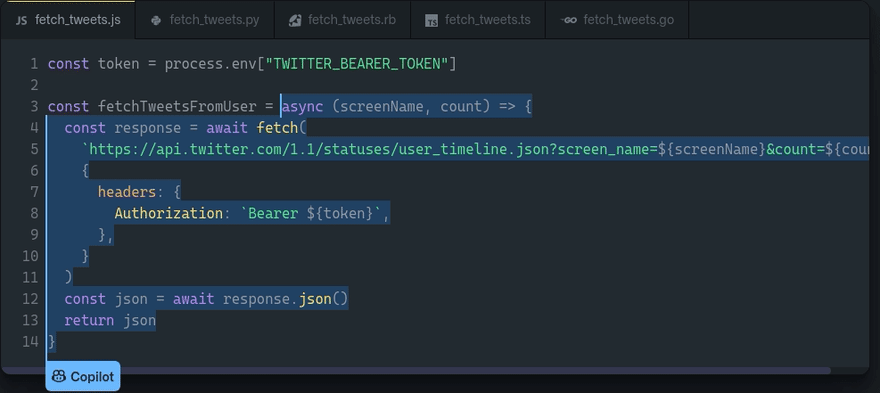 JS fetch_tweets.js fetch_tweets.py fetch_tweets.rb TS fetch_tweets.ts GO fetch_tweets.go
1 const token = process.env["TWITTER_BEARER_TOKEN"]
2
3 const fetchTweetsFromUser = async (screenName, count) => {
4   const response = await fetch(
5     `https://api.twitter.com/1.1/statuses/user_timeline.json?screen_name=${screenName}&count=${cou
6     {
7       headers: {
8         Authorization: `Bearer ${token}`,
9       },
10     }
11   )
12   const json = await response.json()
13   return json
14 }
Copilot